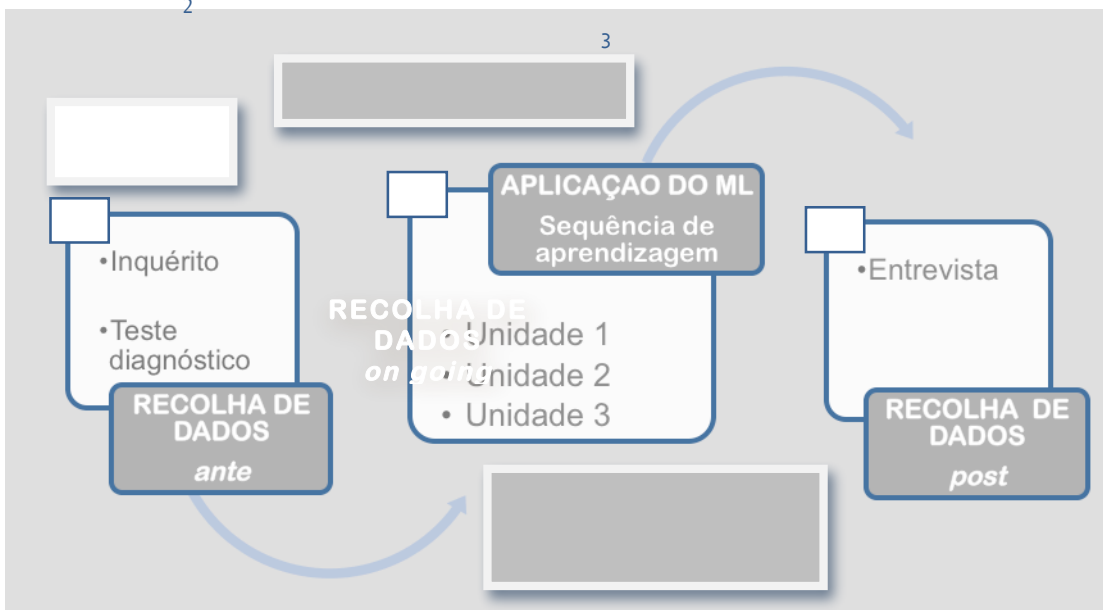 2
3
•Inquérito
•Teste
diagnóstico
RECOLHA DE
DADOS
ante
APLICAÇAO DO ML
Sequência de
aprendizagem
RECOLHA DE
DADOS
on going
• Unidade 1
• Unidade 2
• Unidade 3
•Entrevista
RECOLHA DE
DADOS
post